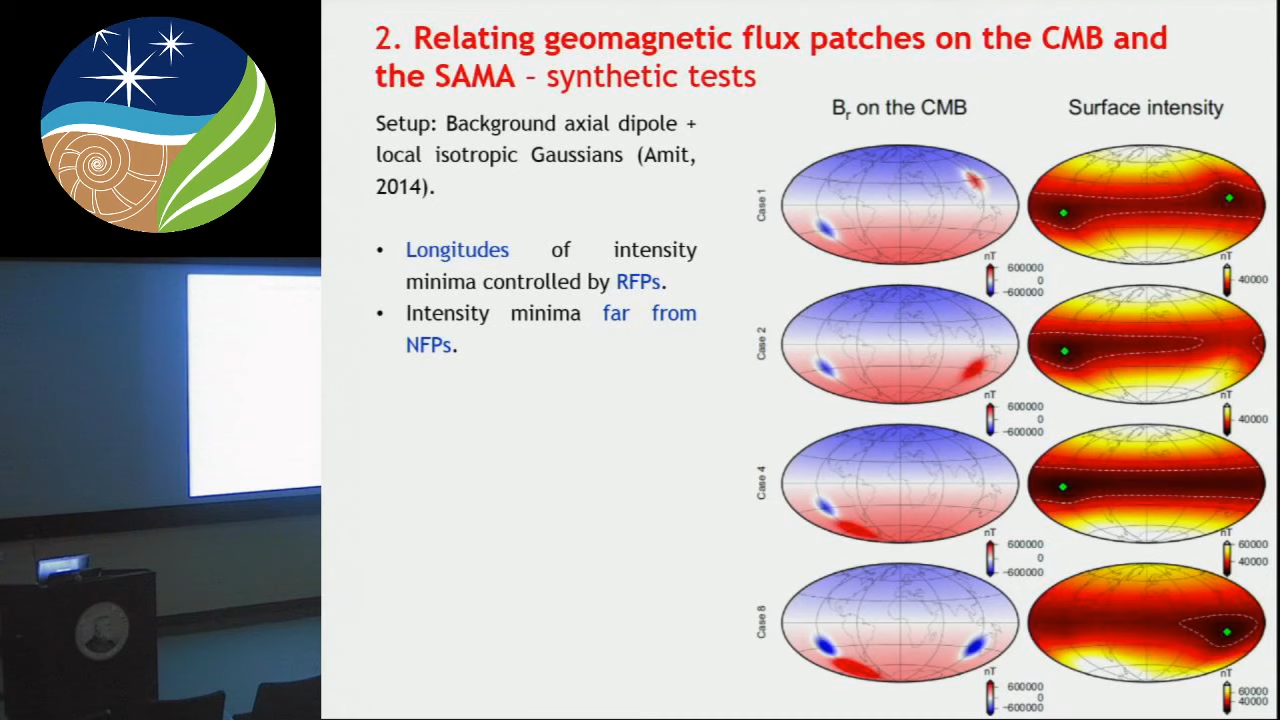 2. Relating geomagnetic flux patches on the CMB and
the SAMA – synthetic tests
Setup: Background axial dipole +
local isotropic Gaussians (Amit,
2014).
• Longitudes of intensity
minima controlled by RFPs.
• Intensity minima far from
NFPs.
Br on the CMB
Surface intensity
Case 1
nT
600000
0
−600000
nT
40000
Case 2
nT
600000
0
−600000
nT
40000
Case 4
nT
600000
0
−600000
nT
60000
40000
Case 8
nT
600000
0
−600000
nT
60000
40000